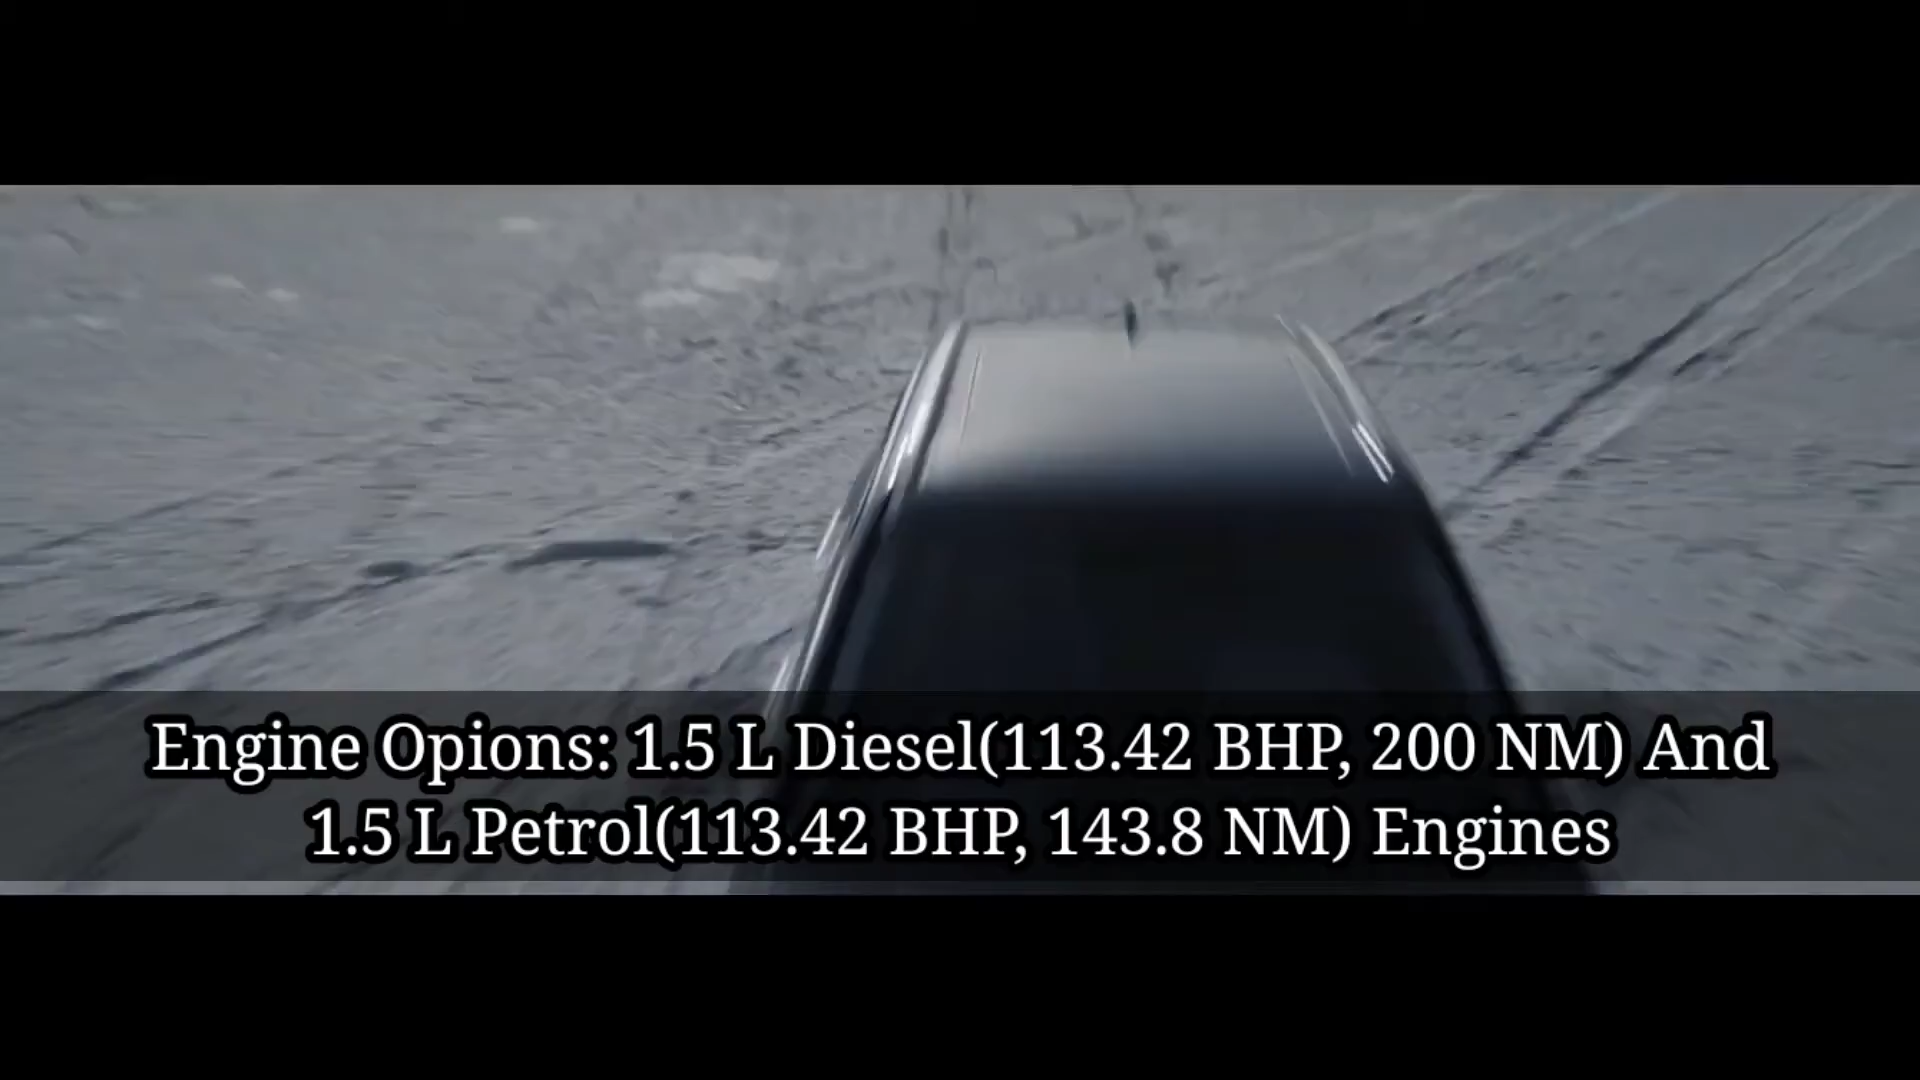 Engine Opions: 1.5 L Diesel(113.42 BHP, 200 NM) And
1.5 L Petrol(113.42 BHP, 143.8 NM) Engines